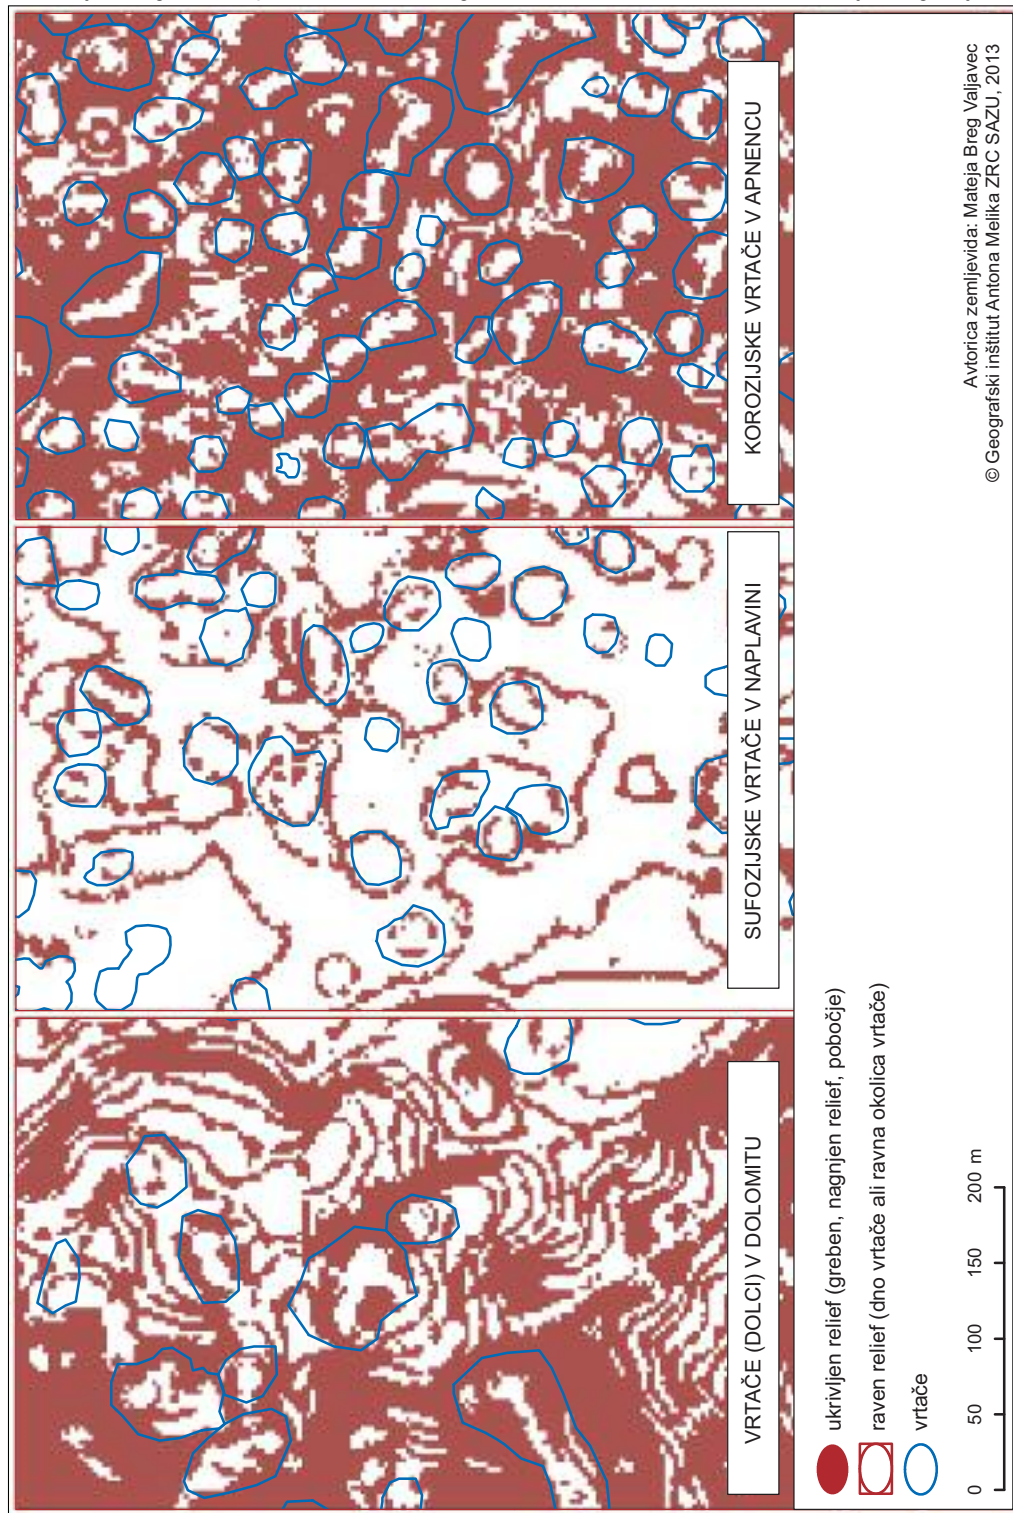 VRTAČE (DOLCI) V DOLOMITU
SUFOZIJSKE VRTAČE V NAPLAVINI
KOROZIJSKE VRTAČE V APNENCU
ukrivljen relief (greben, nagnjen relief, pobočje)
raven relief (dno vrtače ali ravna okolica vrtače)
vrtače
0 50 100 150 200 m
Avtorica zemljevida: Mateja Breg Valjavec
© Geografski inštitut Antona Melika ZRC SAZU, 2013